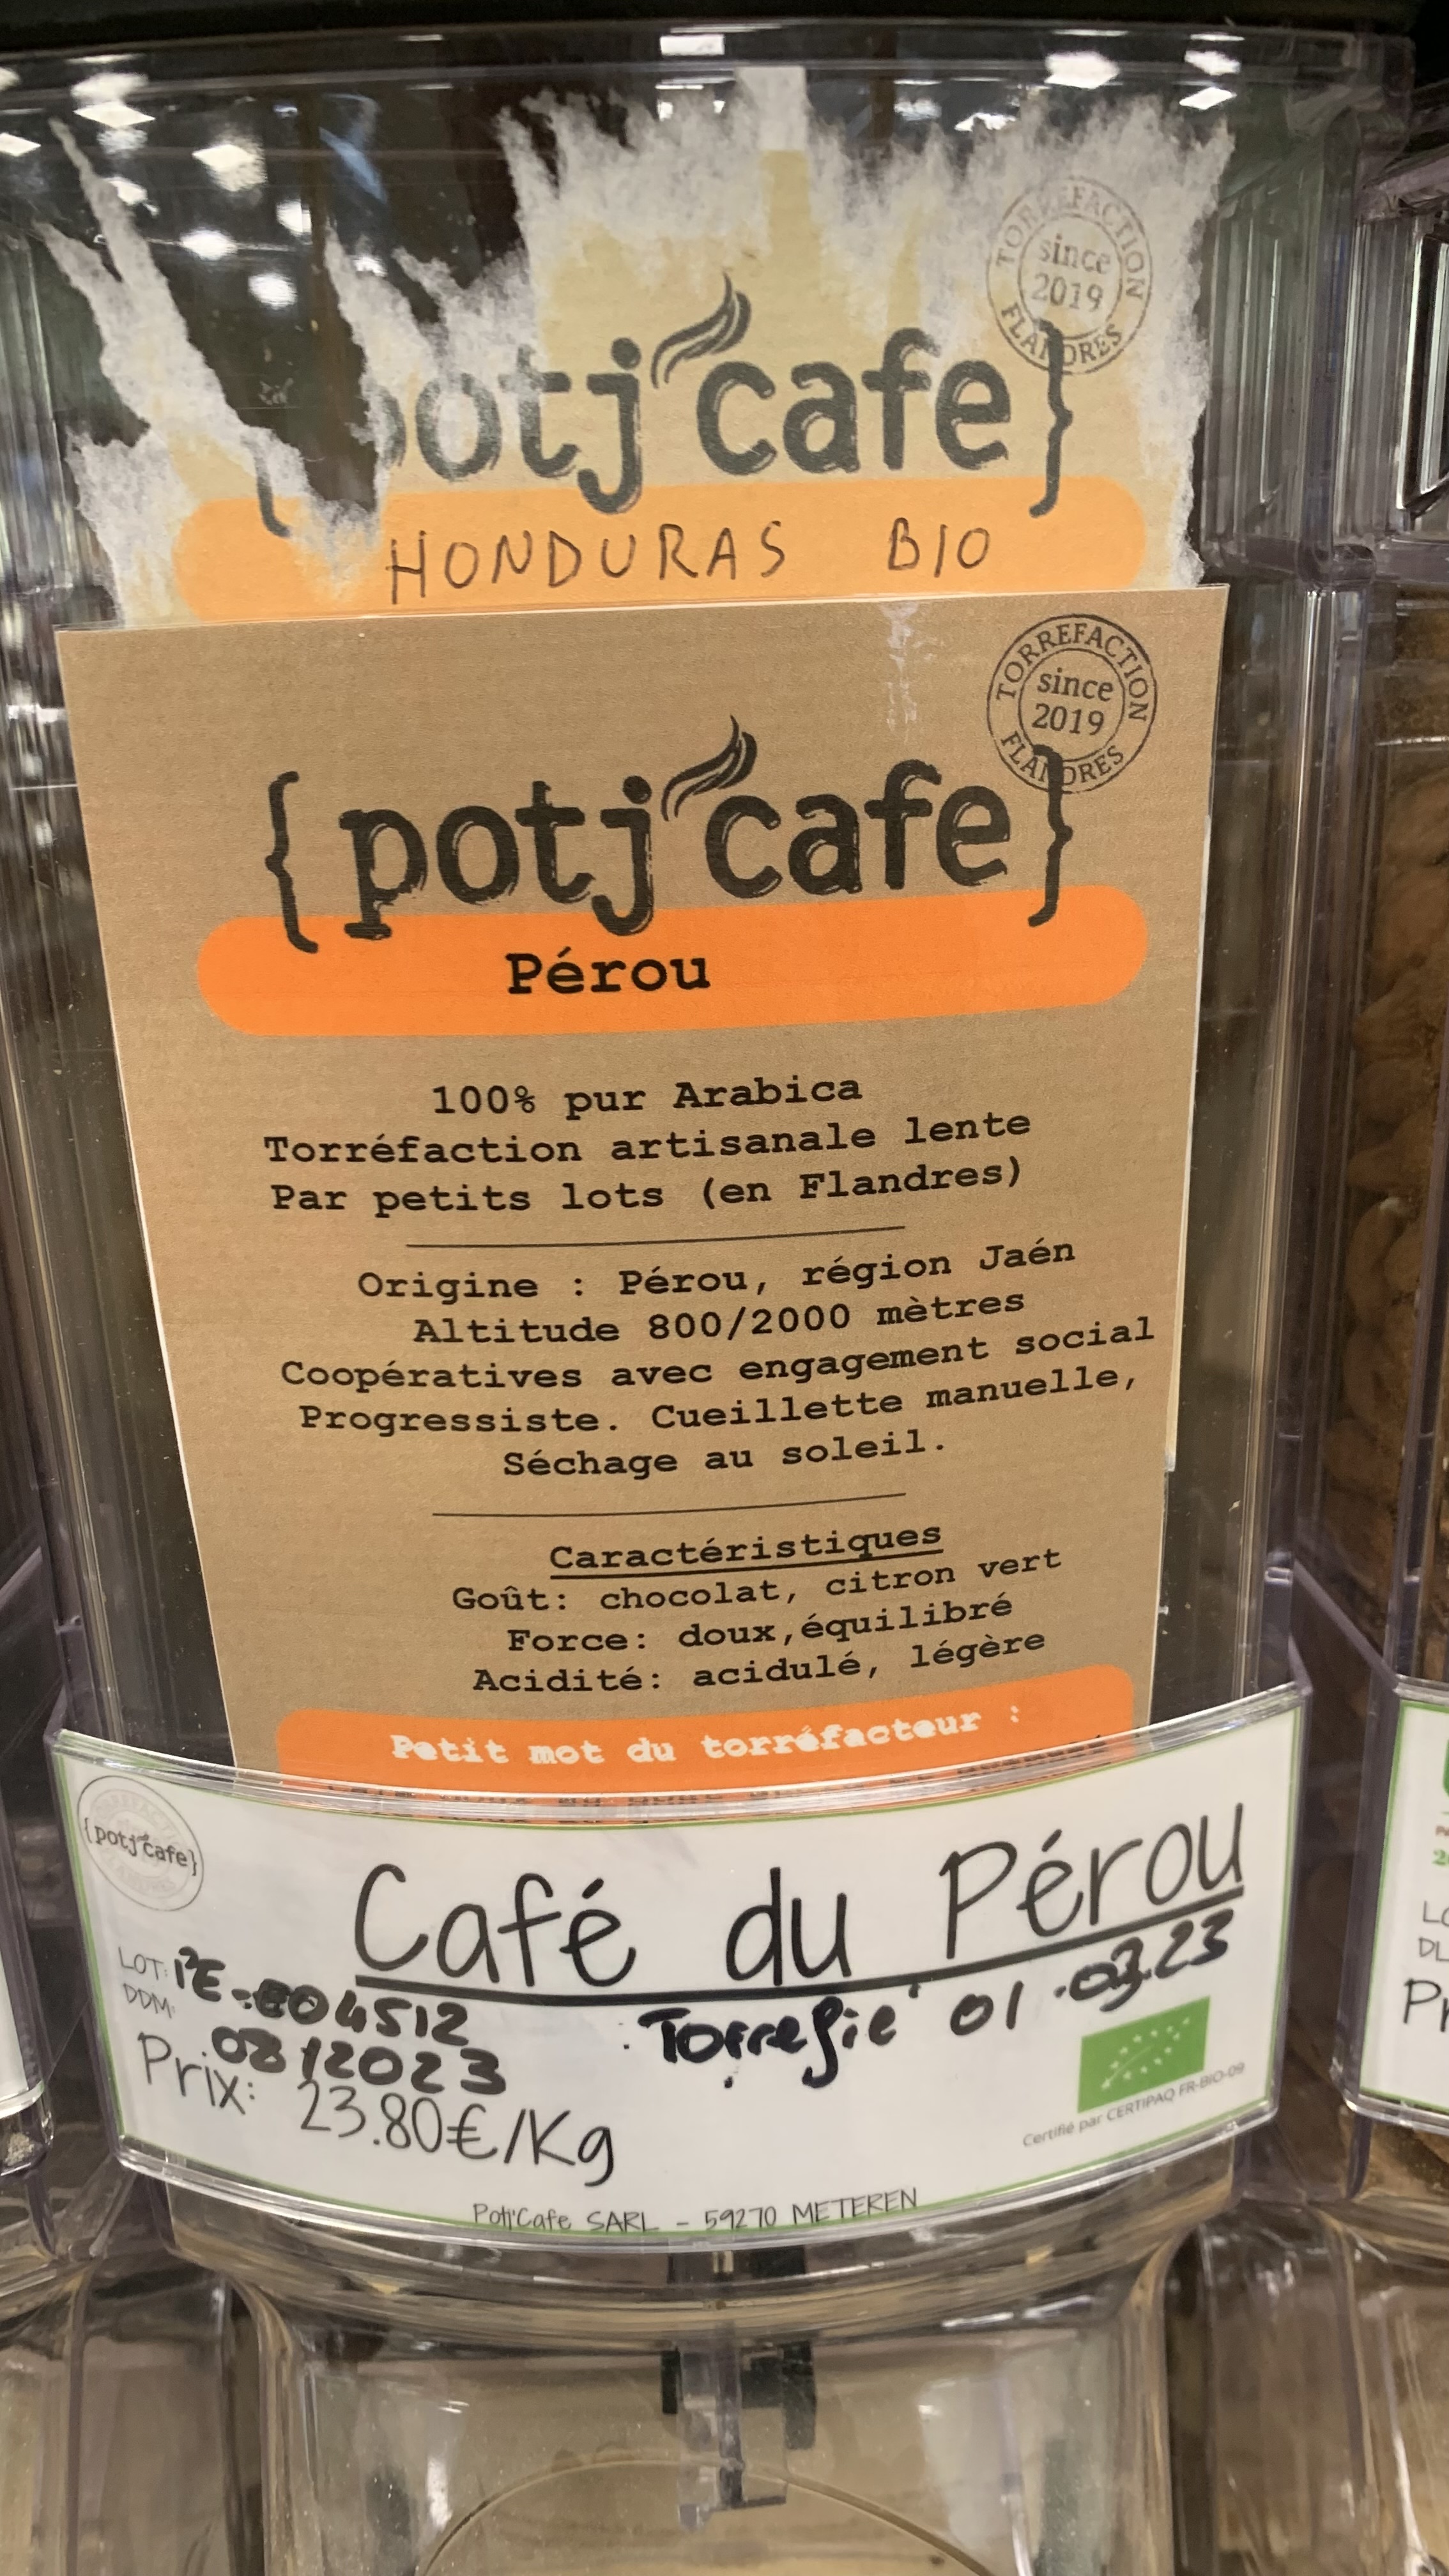 TORREFACTION
since
2019
FLANDRES
potj'cafe}
HONDURAS BIO
TORREFACTION
since
2019
FLANDRES
{potj'cafe}
Pérou
100% pur Arabica
Torréfaction artisanale lente
Par petits lots (en Flandres)
Origine : Pérou, région Jaén
Altitude 800/2000 mètres
Coopératives avec engagement social
Progressiste. Cueillette manuelle,
Séchage au soleil.
Caractéristiques
Goût: chocolat, citron vert
Force: doux,équilibré
Acidité: acidulé, légère
Petit mot du torréfacteur :
{potj'cafe}
Café du Pérou
LOT: PE-E04512
DDM: 08/2023
Torrefié 01.03.23
Prix: 23.80€/Kg
Certifié par CERTIPAQ FR-BIO-09
Potj'Cafe SARL - 59270 METEREN